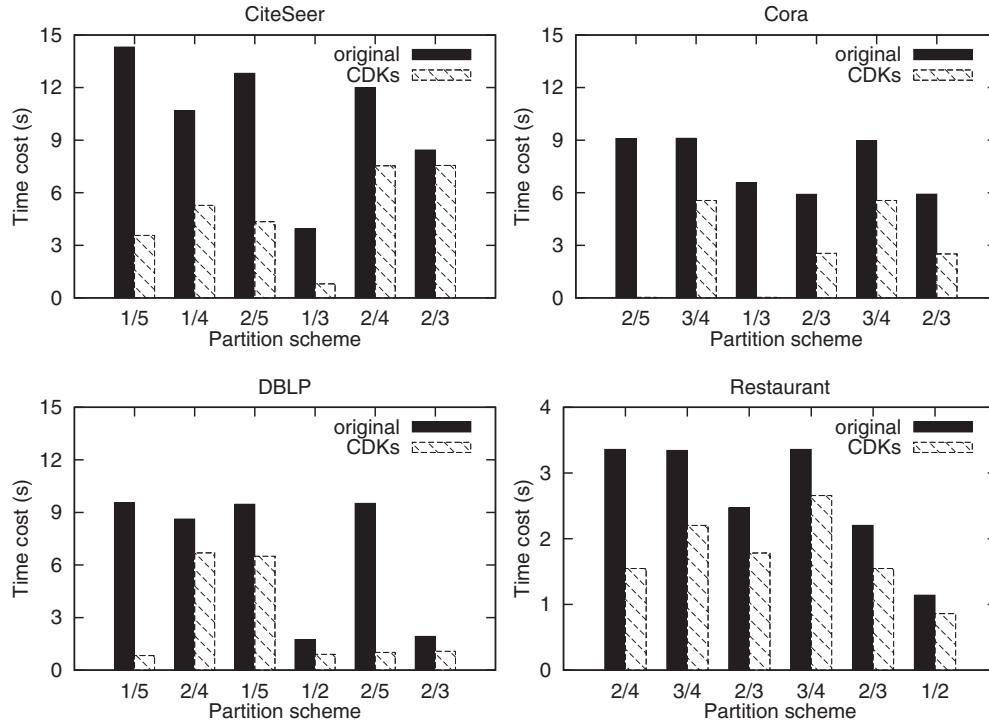 CiteSeer
15
12
9
6
3
0
Time cost (s)
original
CDKs
1/5 1/4 2/5 1/3 2/4 2/3
Partition scheme
Cora
15
12
9
6
3
0
Time cost (s)
original
CDKs
2/5 3/4 1/3 2/3 3/4 2/3
Partition scheme
DBLP
15
12
9
6
3
0
Time cost (s)
original
CDKs
1/5 2/4 1/5 1/2 2/5 2/3
Partition scheme
Restaurant
4
3
2
1
0
Time cost (s)
original
CDKs
2/4 3/4 2/3 3/4 2/3 1/2
Partition scheme